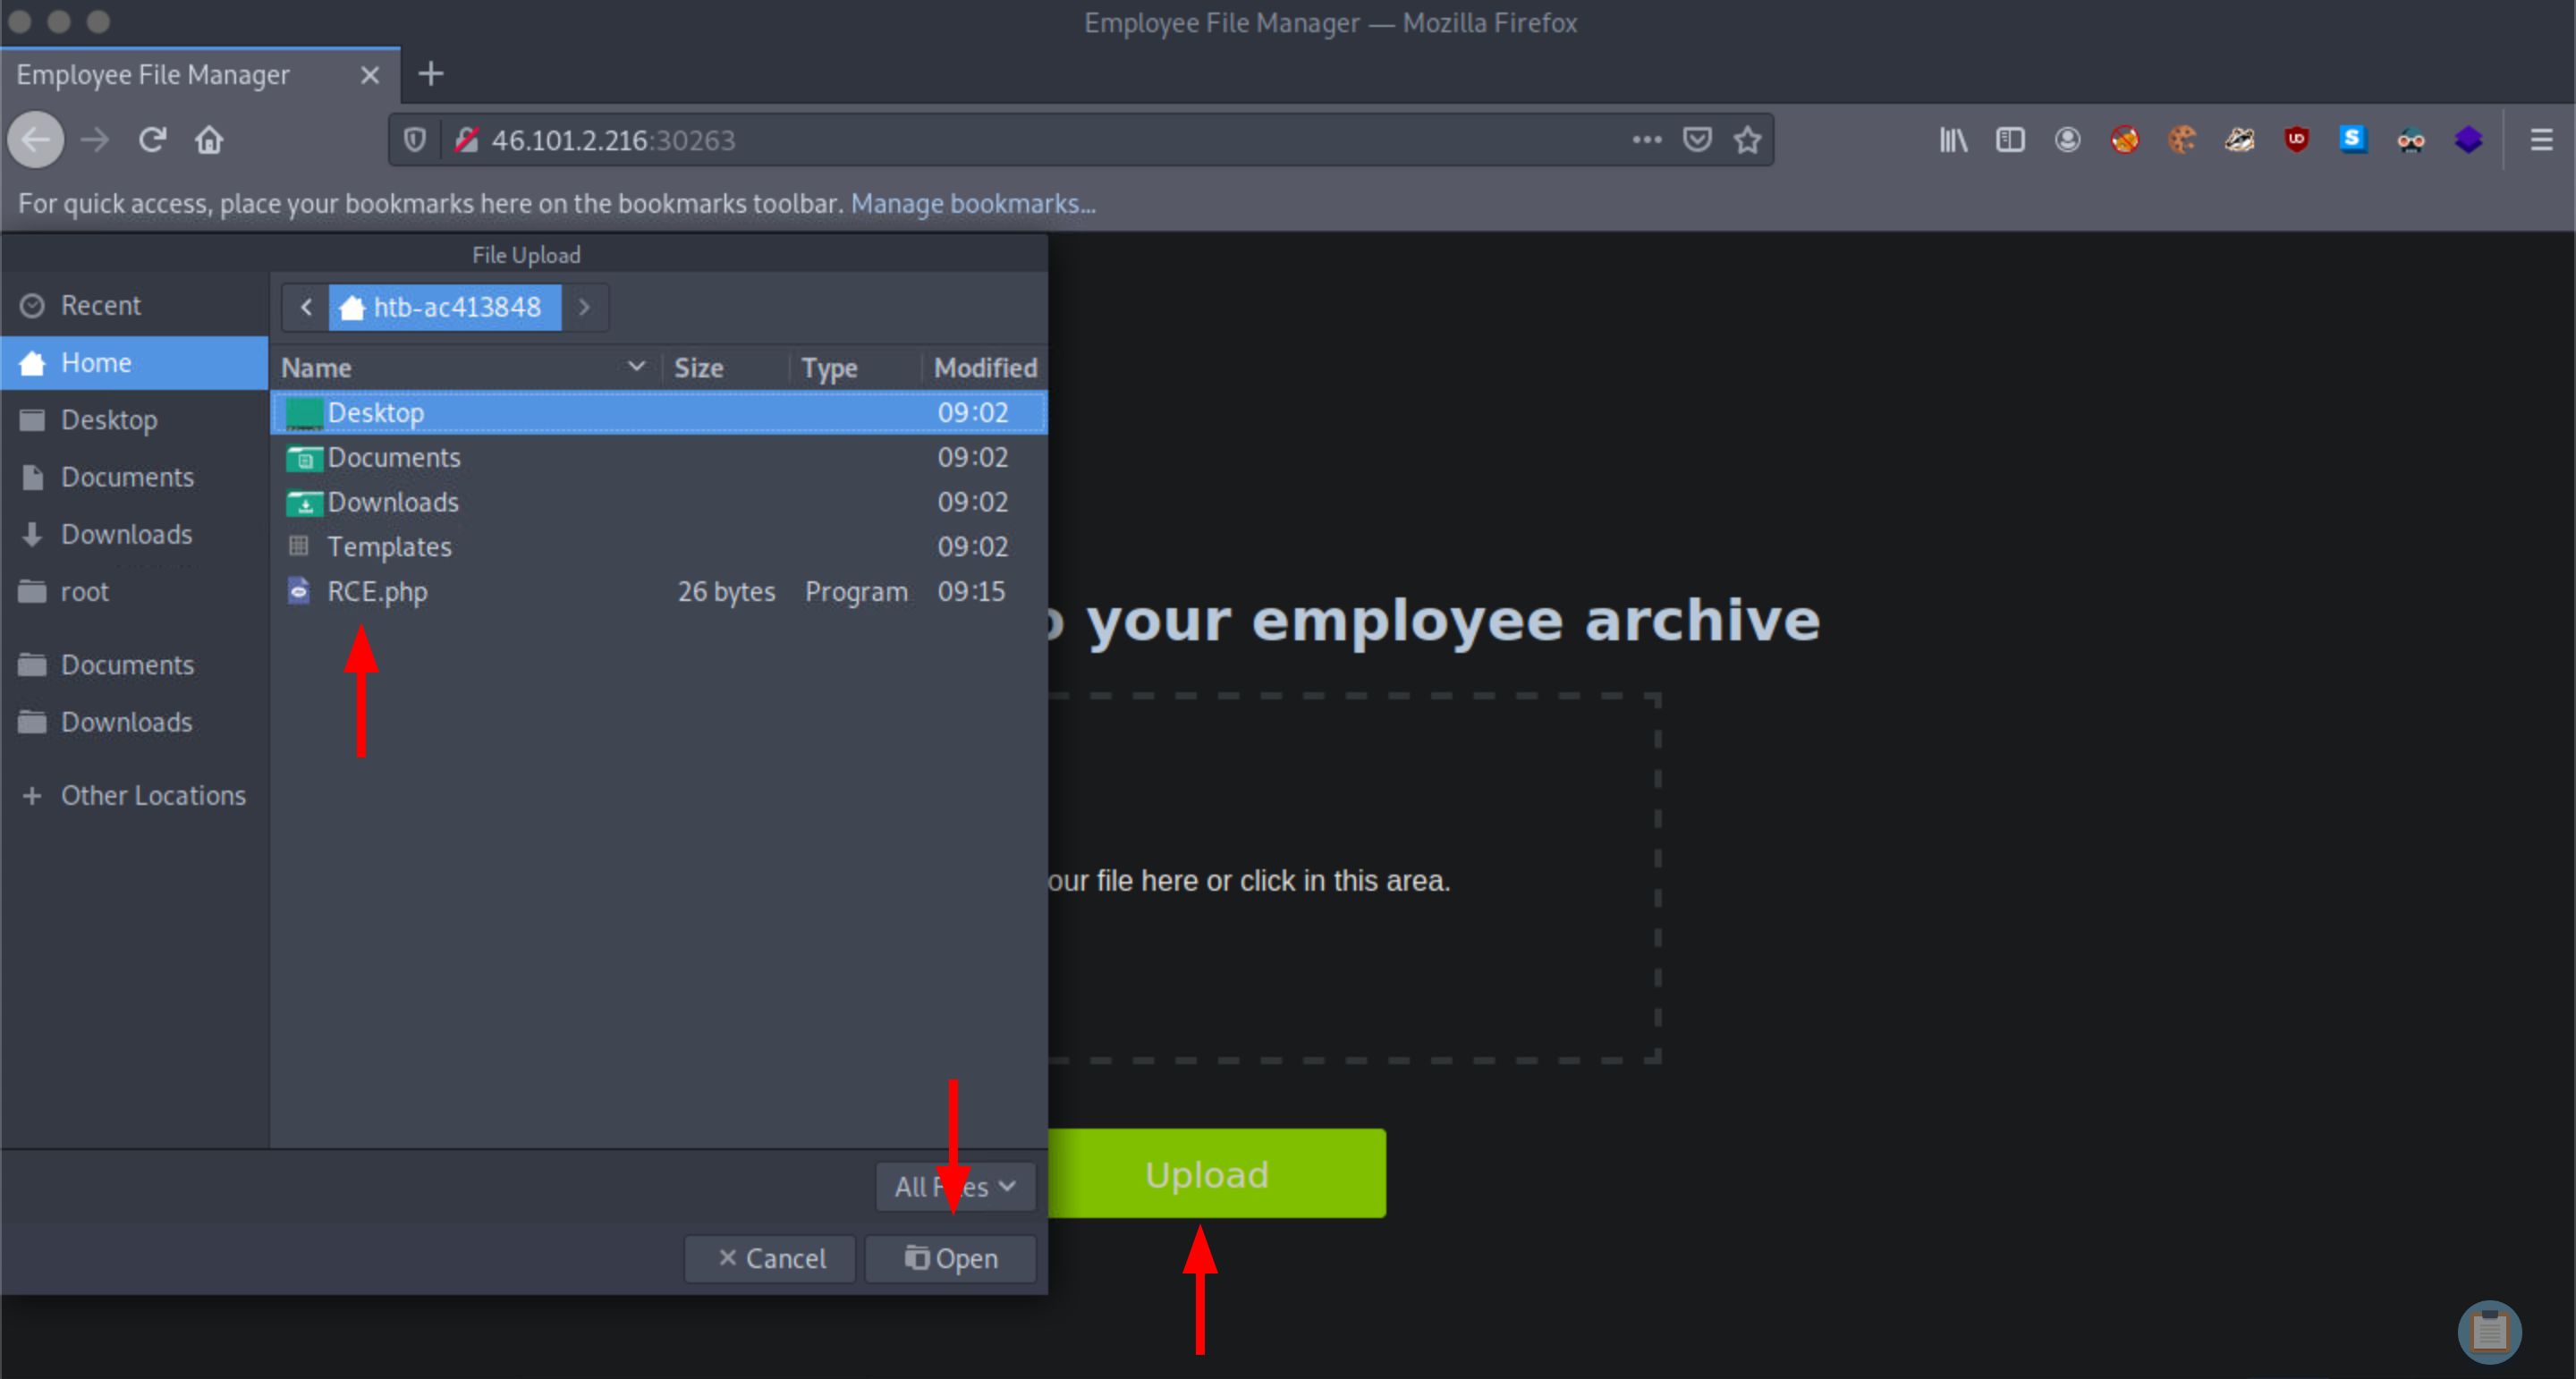 Employee File Manager — Mozilla Firefox
Employee File Manager
46.101.2.216:30263
For quick access, place your bookmarks here on the bookmarks toolbar. Manage bookmarks...
File Upload
Recent
Home
Desktop
Documents
Downloads
root
Documents
Downloads
Other Locations
htb-ac413848
Name Size Type Modified
Desktop 09:02
Documents 09:02
Downloads 09:02
Templates 09:02
RCE.php 26 bytes Program 09:15
All Files
Cancel Open
your employee archive
our file here or click in this area.
Upload